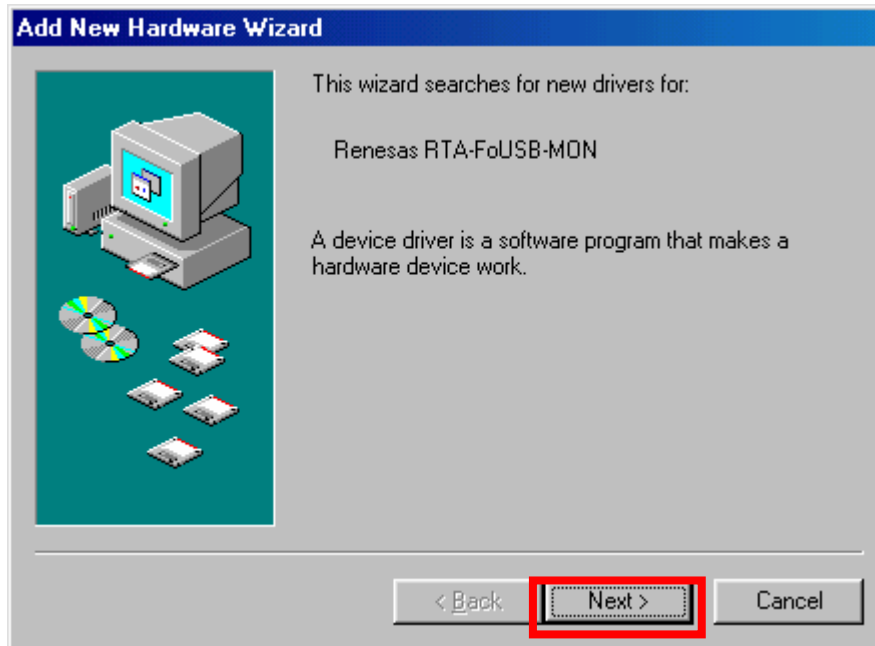 Add New Hardware Wizard
This wizard searches for new drivers for:
Renesas RTA-FoUSB-MON
A device driver is a software program that makes a
hardware device work.
< Back
Next >
Cancel